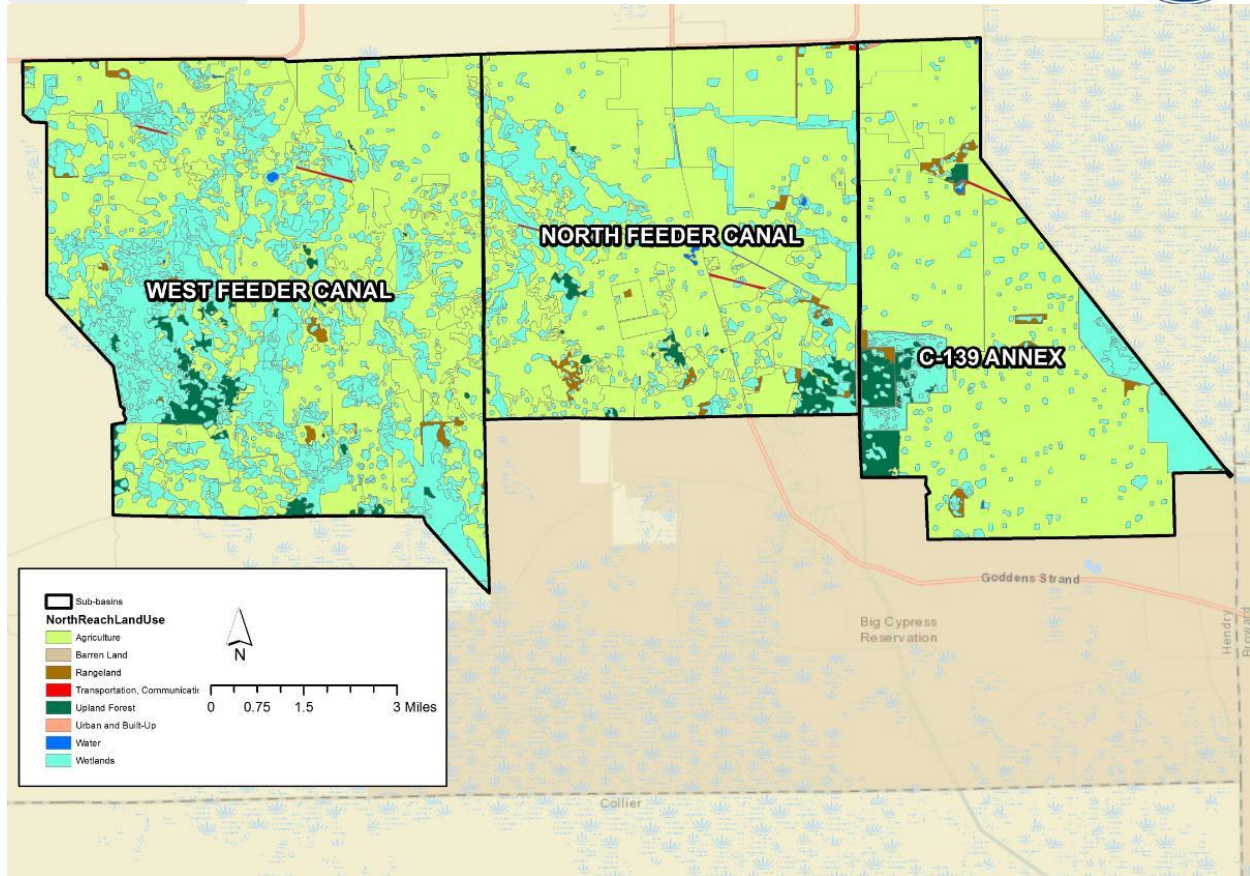 WEST FEEDER CANAL
NORTH FEEDER CANAL
C-139 ANNEX
Goddens Strand
Big Cypress
Reservation
Hendry
Broward
Collier
Sub-basins
NorthReachLandUse
Agriculture
Barren Land
Rangeland
Transportation, Communicati
Upland Forest
Urban and Built-Up
Water
Wetlands
N
0 0.75 1.5 3 Miles